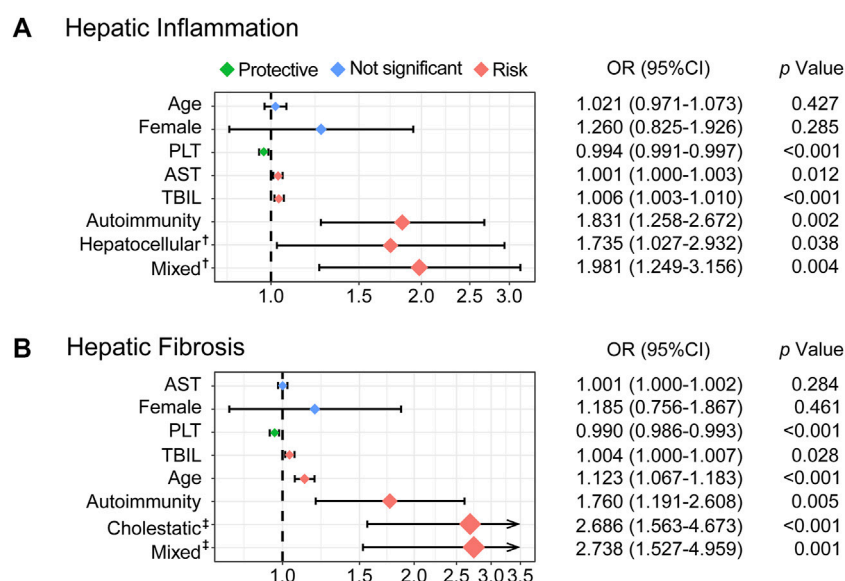 A Hepatic Inflammation
Protective Not significant Risk OR (95%CI) p Value
Age 1.021 (0.971-1.073) 0.427
Female 1.260 (0.825-1.926) 0.285
PLT 0.994 (0.991-0.997) <0.001
AST 1.001 (1.000-1.003) 0.012
TBIL 1.006 (1.003-1.010) <0.001
Autoimmunity 1.831 (1.258-2.672) 0.002
Hepatocellular† 1.735 (1.027-2.932) 0.038
Mixed† 1.981 (1.249-3.156) 0.004
1.0 1.5 2.0 2.5 3.0
B Hepatic Fibrosis OR (95%CI) p Value
AST 1.001 (1.000-1.002) 0.284
Female 1.185 (0.756-1.867) 0.461
PLT 0.990 (0.986-0.993) <0.001
TBIL 1.004 (1.000-1.007) 0.028
Age 1.123 (1.067-1.183) <0.001
Autoimmunity 1.760 (1.191-2.608) 0.005
Cholestatic‡ 2.686 (1.563-4.673) <0.001
Mixed‡ 2.738 (1.527-4.959) 0.001
1.0 1.5 2.0 2.5 3.0 3.5